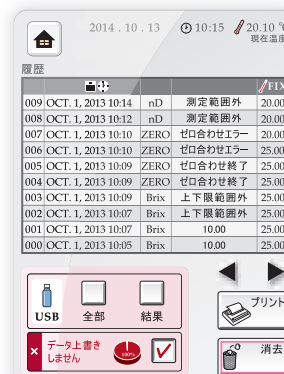 2014 . 10 . 13 10:15 20.10 °C
現在温度
履歴
FIX
009 OCT. 1, 2013 10:14 nD 測定範囲外 20.00
008 OCT. 1, 2013 10:12 nD 測定範囲外 20.00
007 OCT. 1, 2013 10:10 ZERO ゼロ合わせエラー 20.00
006 OCT. 1, 2013 10:10 ZERO ゼロ合わせエラー 25.00
005 OCT. 1, 2013 10:09 ZERO ゼロ合わせ終了 25.00
004 OCT. 1, 2013 10:09 ZERO ゼロ合わせ終了 25.00
003 OCT. 1, 2013 10:09 Brix 上下限範囲外 25.00
002 OCT. 1, 2013 10:07 Brix 上下限範囲外 25.00
001 OCT. 1, 2013 10:07 Brix 10.00 25.00
000 OCT. 1, 2013 10:05 Brix 10.00 25.00
USB 全部 結果
プリント
データ上書き
しません
100%
消去